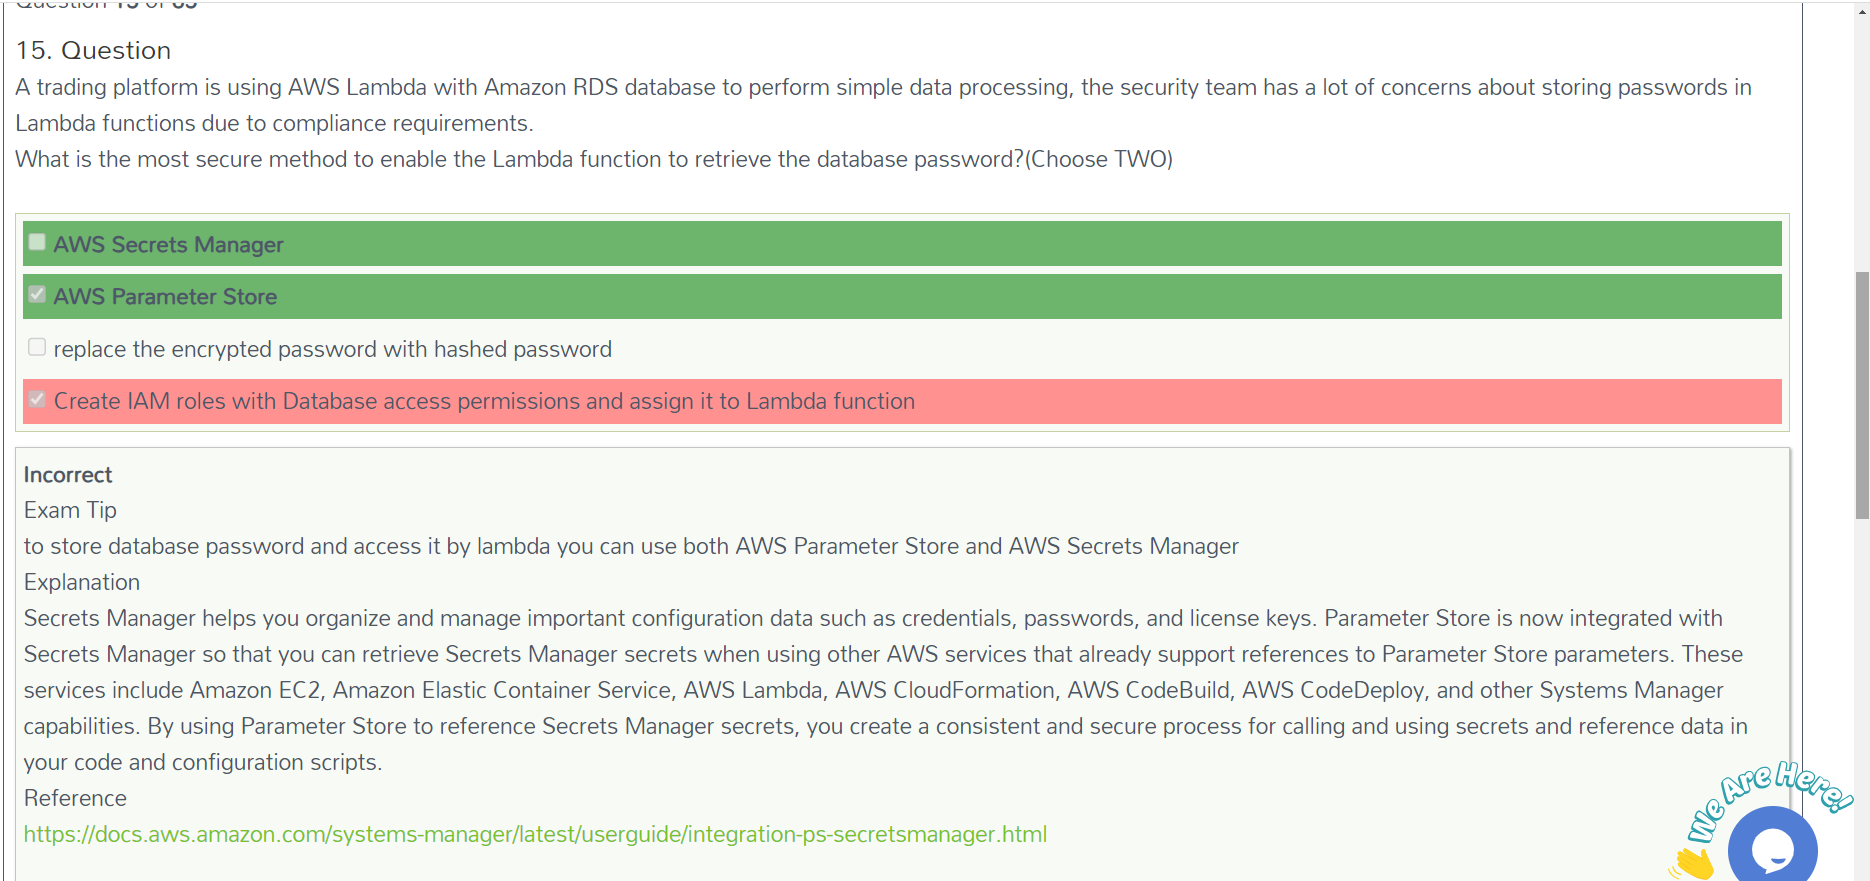 Question 15 of 65
15. Question
A trading platform is using AWS Lambda with Amazon RDS database to perform simple data processing, the security team has a lot of concerns about storing passwords in
Lambda functions due to compliance requirements.
What is the most secure method to enable the Lambda function to retrieve the database password?(Choose TWO)
AWS Secrets Manager
AWS Parameter Store
replace the encrypted password with hashed password
Create IAM roles with Database access permissions and assign it to Lambda function
Incorrect
Exam Tip
to store database password and access it by lambda you can use both AWS Parameter Store and AWS Secrets Manager
Explanation
Secrets Manager helps you organize and manage important configuration data such as credentials, passwords, and license keys. Parameter Store is now integrated with
Secrets Manager so that you can retrieve Secrets Manager secrets when using other AWS services that already support references to Parameter Store parameters. These
services include Amazon EC2, Amazon Elastic Container Service, AWS Lambda, AWS CloudFormation, AWS CodeBuild, AWS CodeDeploy, and other Systems Manager
capabilities. By using Parameter Store to reference Secrets Manager secrets, you create a consistent and secure process for calling and using secrets and reference data in
your code and configuration scripts.
Reference
https://docs.aws.amazon.com/systems-manager/latest/userguide/integration-ps-secretsmanager.html
We Are Here!